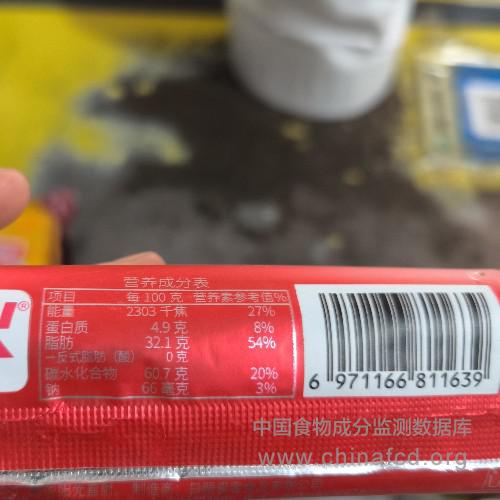 营养成分表
项目 每 100 克 营养素参考值%
能量 2303 千焦 27%
蛋白质 4.9 克 8%
脂肪 32.1 克 54%
—反式脂肪(酸) 0 克
碳水化合物 60.7 克 20%
钠 66 毫克 3%
6 971166 811639
中国食物成分监测数据库
www.chinafcd.org